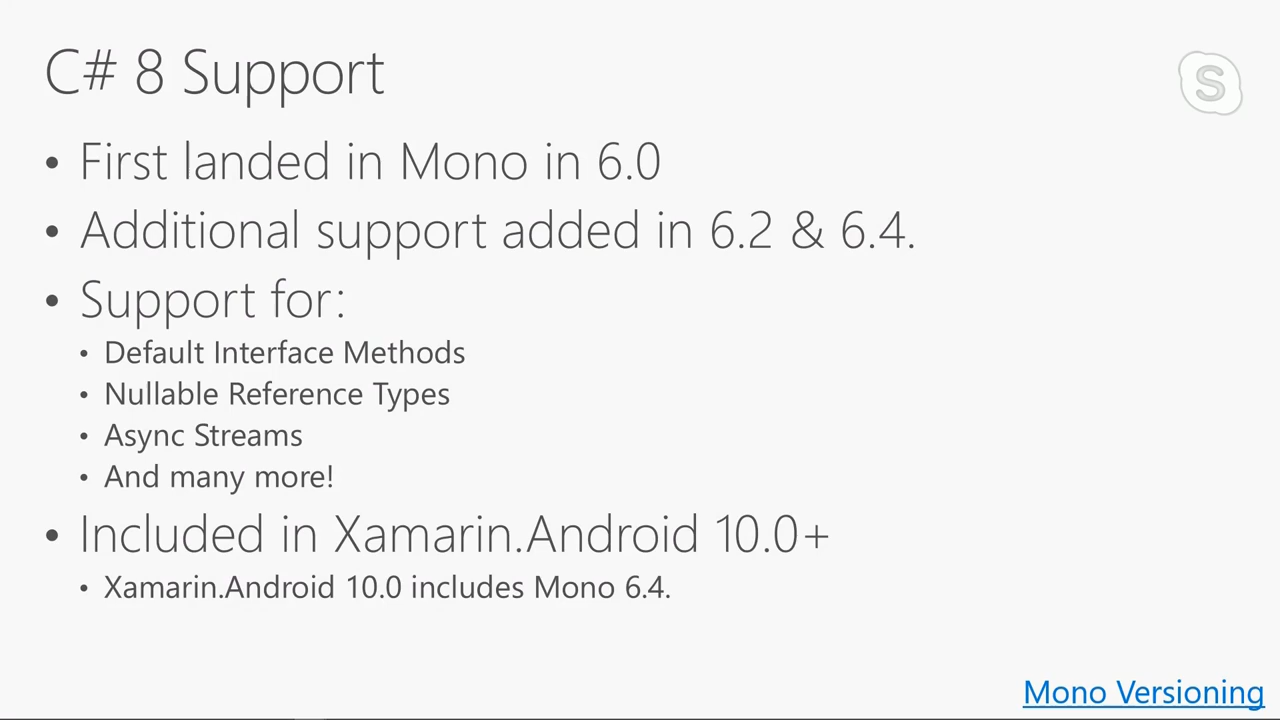 C# 8 Support
S
• First landed in Mono in 6.0
• Additional support added in 6.2 & 6.4.
• Support for:
• Default Interface Methods
• Nullable Reference Types
• Async Streams
• And many more!
• Included in Xamarin.Android 10.0+
• Xamarin.Android 10.0 includes Mono 6.4.
Mono Versioning